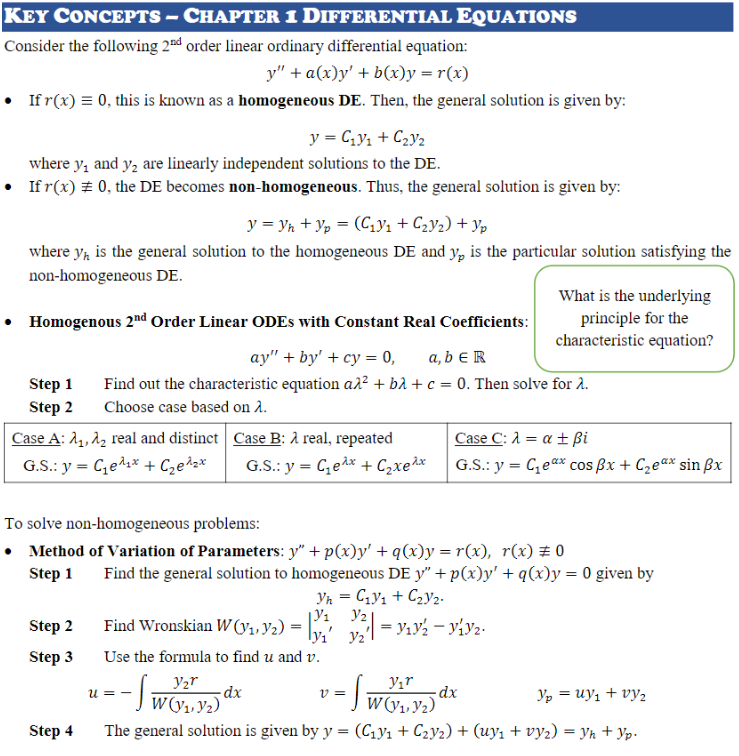 KEY CONCEPTS – CHAPTER 1 DIFFERENTIAL EQUATIONS
Consider the following 2nd order linear ordinary differential equation:
y″ + a(x)y′ + b(x)y = r(x)
• If r(x) ≡ 0, this is known as a homogeneous DE. Then, the general solution is given by:
y = C₁y₁ + C₂y₂
where y₁ and y₂ are linearly independent solutions to the DE.
• If r(x) ≢ 0, the DE becomes non-homogeneous. Thus, the general solution is given by:
y = yₕ + yₚ = (C₁y₁ + C₂y₂) + yₚ
where yₕ is the general solution to the homogeneous DE and yₚ is the particular solution satisfying the
non-homogeneous DE.
What is the underlying
principle for the
characteristic equation?
• Homogenous 2nd Order Linear ODEs with Constant Real Coefficients:
ay″ + by′ + cy = 0, a, b ∈ ℝ
Step 1 Find out the characteristic equation aλ² + bλ + c = 0. Then solve for λ.
Step 2 Choose case based on λ.
Case A: λ₁, λ₂ real and distinct
G.S.: y = C₁e^{λ₁x} + C₂e^{λ₂x}
Case B: λ real, repeated
G.S.: y = C₁e^{λx} + C₂xe^{λx}
Case C: λ = α ± βi
G.S.: y = C₁e^{αx} cos βx + C₂e^{αx} sin βx
To solve non-homogeneous problems:
• Method of Variation of Parameters: y″ + p(x)y′ + q(x)y = r(x), r(x) ≢ 0
Step 1 Find the general solution to homogeneous DE y″ + p(x)y′ + q(x)y = 0 given by
yₕ = C₁y₁ + C₂y₂.
Step 2 Find Wronskian W(y₁, y₂) = |y₁ y₂; y₁′ y₂′| = y₁y₂′ − y₁′y₂.
Step 3 Use the formula to find u and v.
u = − ∫ y₂r / W(y₁, y₂) dx v = ∫ y₁r / W(y₁, y₂) dx yₚ = uy₁ + vy₂
Step 4 The general solution is given by y = (C₁y₁ + C₂y₂) + (uy₁ + vy₂) = yₕ + yₚ.